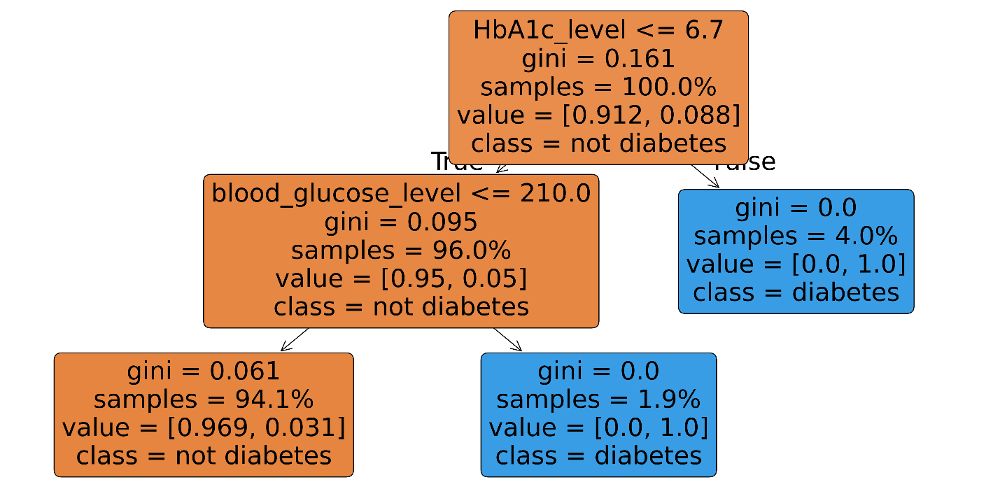 HbA1c_level <= 6.7
gini = 0.161
samples = 100.0%
value = [0.912, 0.088]
class = not diabetes
True
False
blood_glucose_level <= 210.0
gini = 0.095
samples = 96.0%
value = [0.95, 0.05]
class = not diabetes
gini = 0.0
samples = 4.0%
value = [0.0, 1.0]
class = diabetes
gini = 0.061
samples = 94.1%
value = [0.969, 0.031]
class = not diabetes
gini = 0.0
samples = 1.9%
value = [0.0, 1.0]
class = diabetes